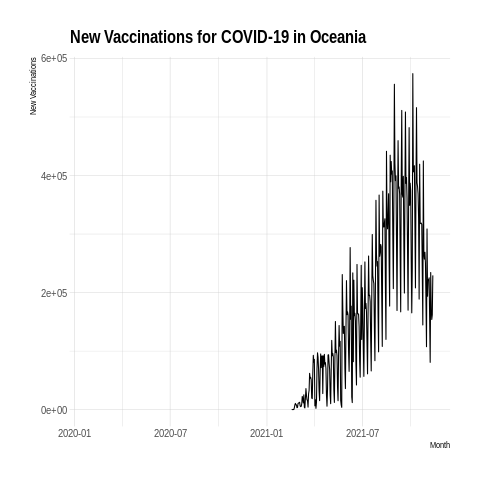 New Vaccinations for COVID-19 in Oceania
New Vaccinations
6e+05
4e+05
2e+05
0e+00
2020-01 2020-07 2021-01 2021-07
Month